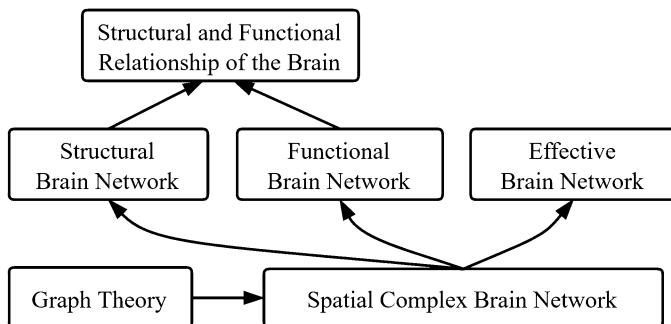 Structural and Functional
Relationship of the Brain
Structural
Brain Network
Functional
Brain Network
Effective
Brain Network
Graph Theory
Spatial Complex Brain Network